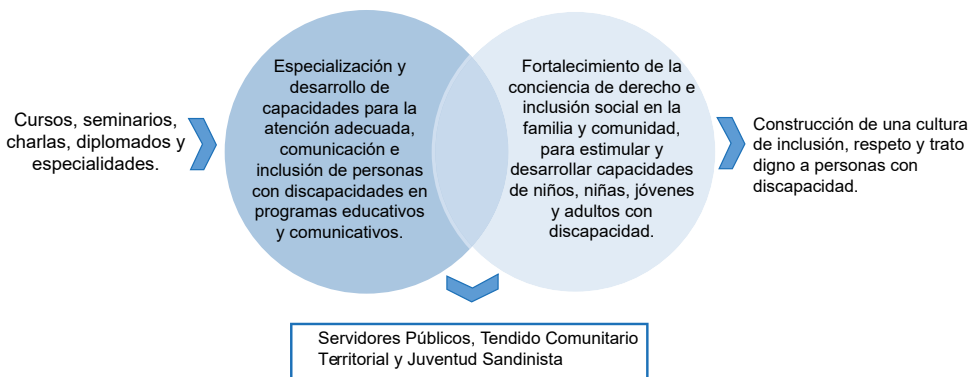 Cursos, seminarios,
charlas, diplomados y
especialidades.
Especialización y
desarrollo de
capacidades para la
atención adecuada,
comunicación e
inclusión de personas
con discapacidades en
programas educativos
y comunicativos.
Fortalecimiento de la
conciencia de derecho e
inclusión social en la
familia y comunidad,
para estimular y
desarrollar capacidades
de niños, niñas, jóvenes
y adultos con
discapacidad.
Construcción de una cultura
de inclusión, respeto y trato
digno a personas con
discapacidad.
Servidores Públicos, Tendido Comunitario
Territorial y Juventud Sandinista